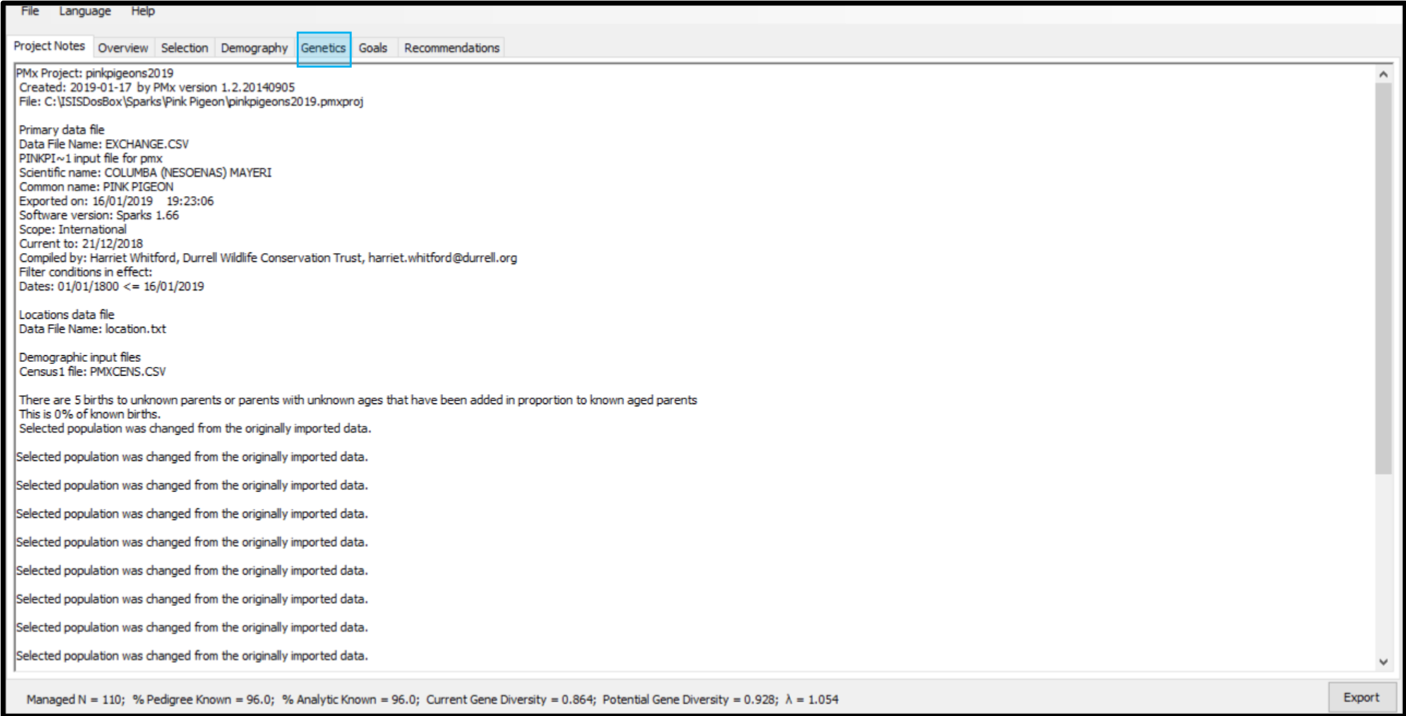 File Language Help
Project Notes Overview Selection Demography Genetics Goals Recommendations
PMx Project: pinkpigeons2019
Created: 2019-01-17 by PMx version 1.2.20140905
File: C:\ISISDosBox\Sparks\Pink Pigeon\pinkpigeons2019.pmxproj
Primary data file
Data File Name: EXCHANGE.CSV
PINKPI~1 input file for pmx
Scientific name: COLUMBA (NESOENAS) MAYERI
Common name: PINK PIGEON
Exported on: 16/01/2019 19:23:06
Software version: Sparks 1.66
Scope: International
Current to: 21/12/2018
Compiled by: Harriet Whitford, Durrell Wildlife Conservation Trust, harriet.whitford@durrell.org
Filter conditions in effect:
Dates: 01/01/1800 <= 16/01/2019
Locations data file
Data File Name: location.txt
Demographic input files
Census1 file: PMXCENS.CSV
There are 5 births to unknown parents or parents with unknown ages that have been added in proportion to known aged parents
This is 0% of known births.
Selected population was changed from the originally imported data.
Selected population was changed from the originally imported data.
Selected population was changed from the originally imported data.
Selected population was changed from the originally imported data.
Selected population was changed from the originally imported data.
Selected population was changed from the originally imported data.
Selected population was changed from the originally imported data.
Selected population was changed from the originally imported data.
Selected population was changed from the originally imported data.
Managed N = 110; % Pedigree Known = 96.0; % Analytic Known = 96.0; Current Gene Diversity = 0.864; Potential Gene Diversity = 0.928; λ = 1.054
Export